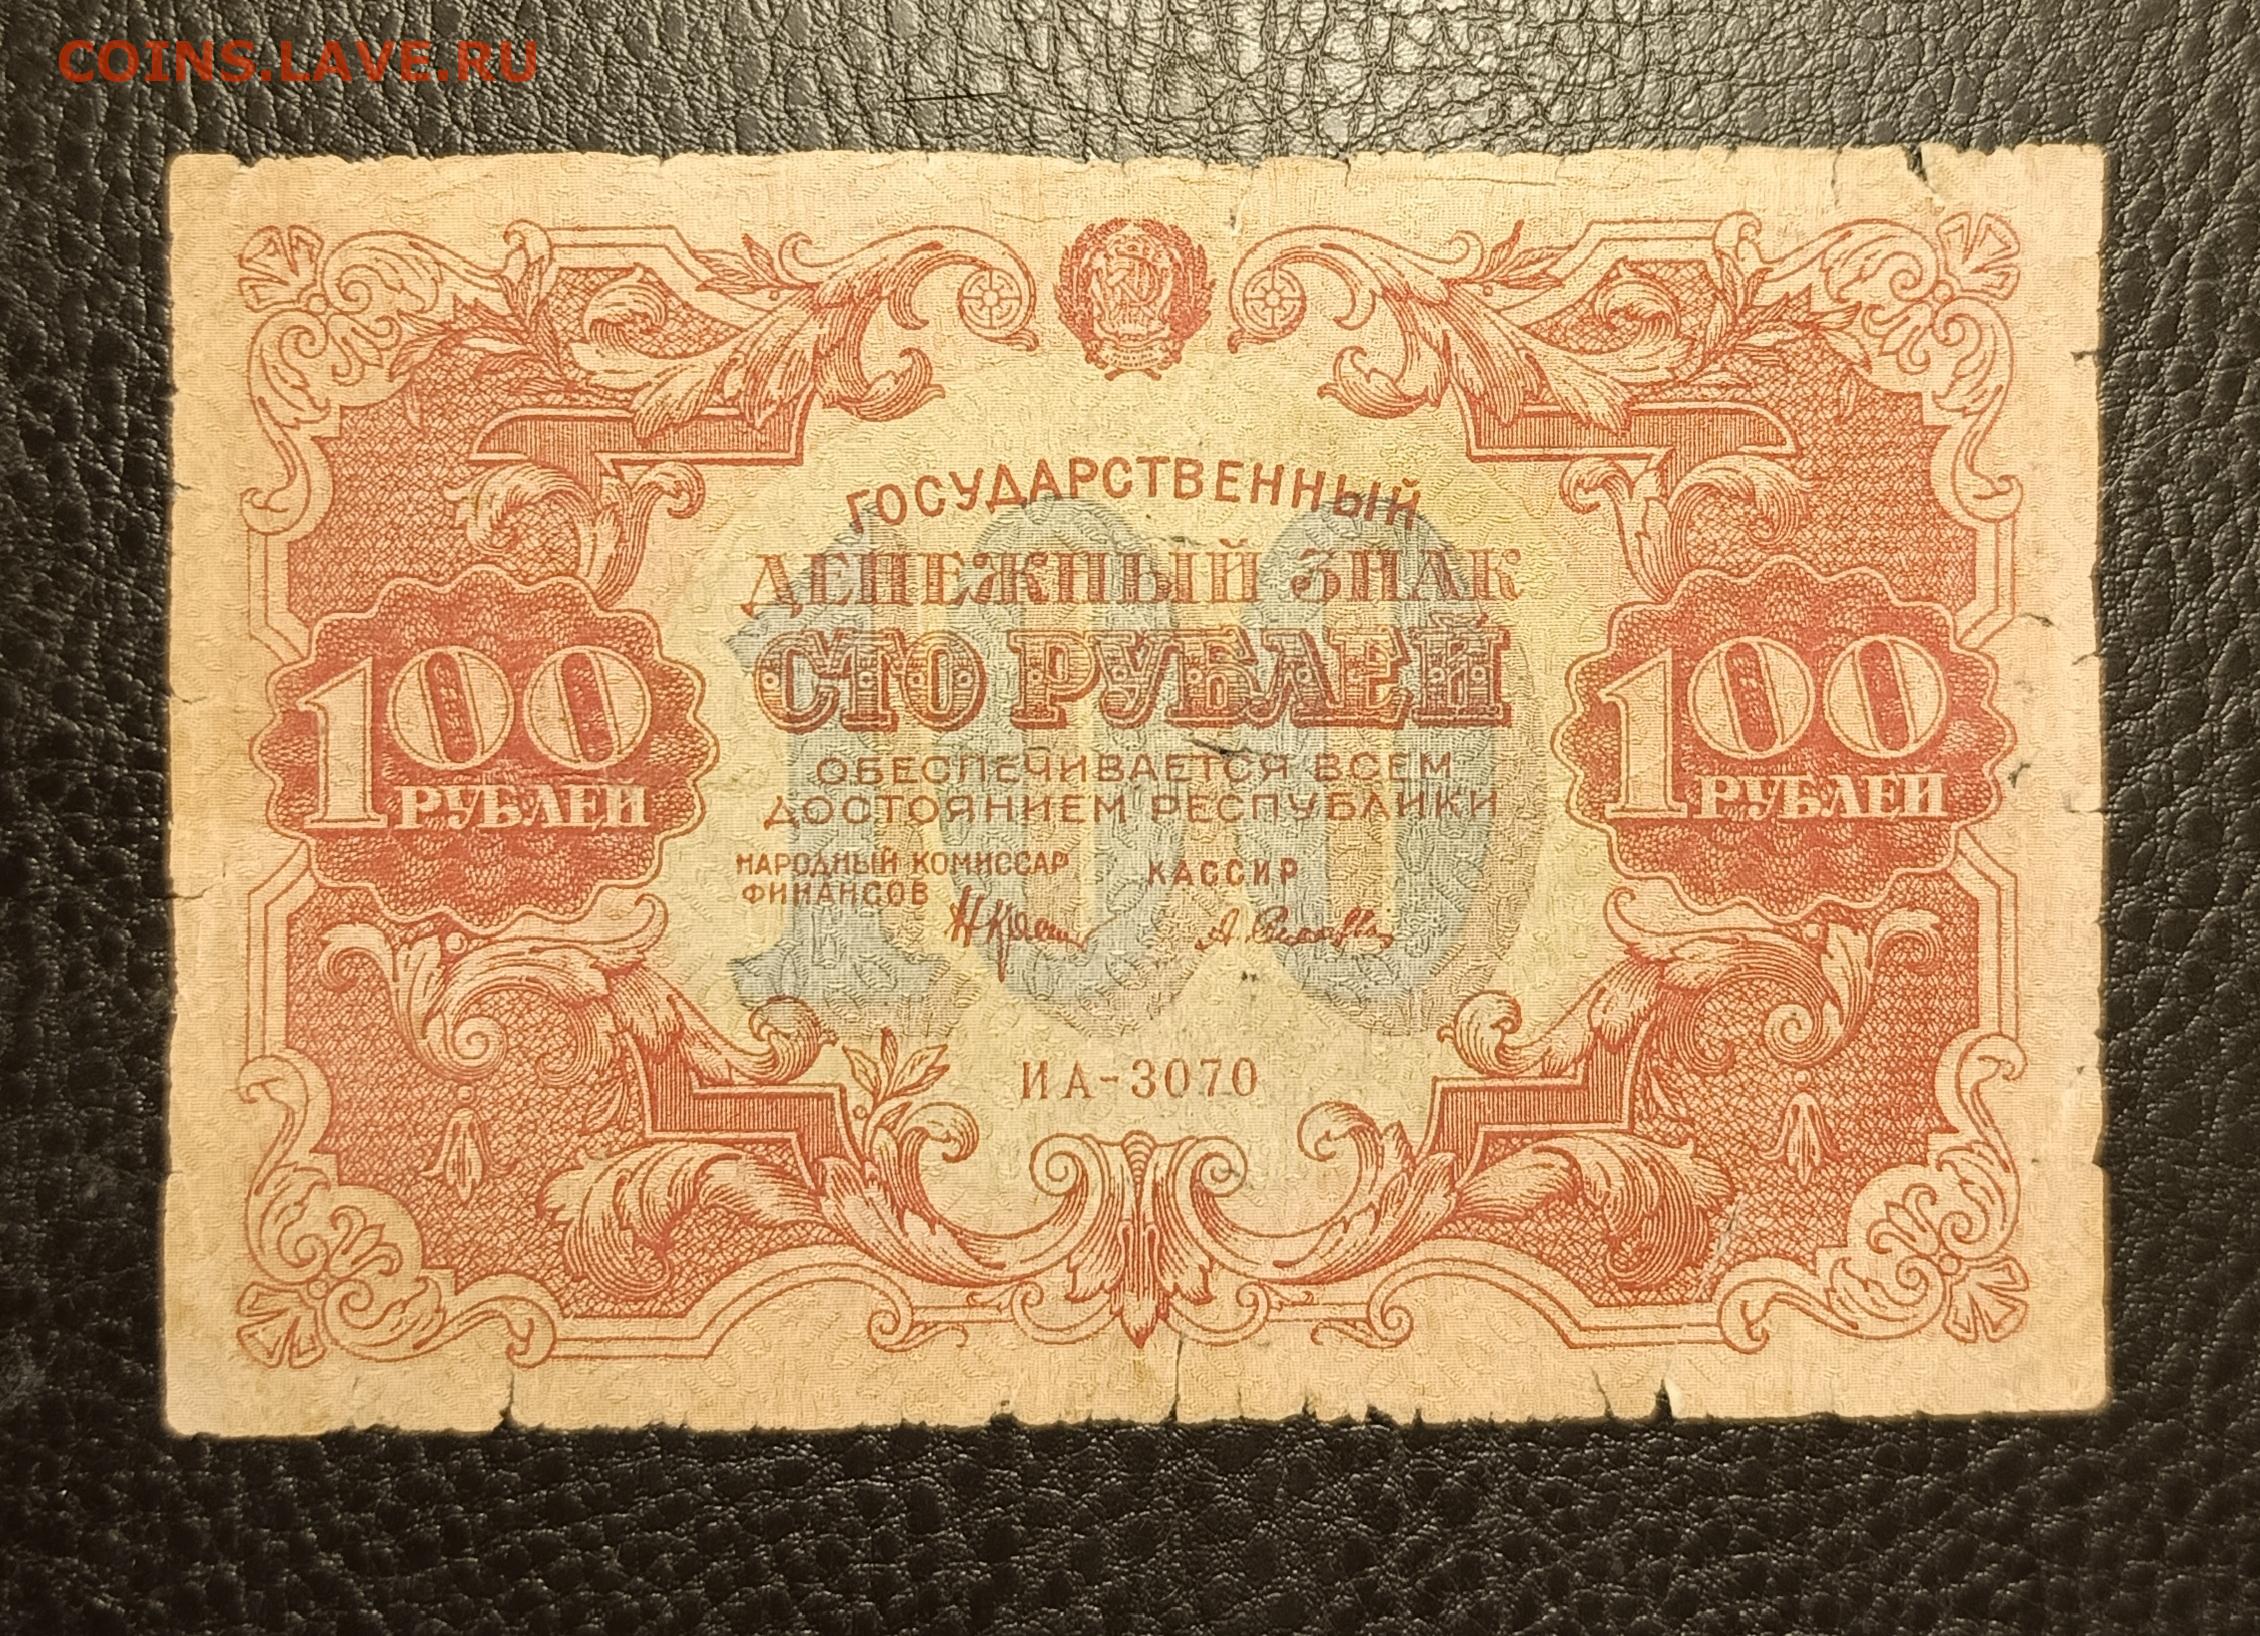 COINS.LAVE.RU
ГОСУДАРСТВЕННЫЙ
ДЕНЕЖНЫЙ ЗНАК
СТО РУБЛЕЙ
100
ОБЕСПЕЧИВАЕТСЯ ВСЕМ
ДОСТОЯНИЕМ РЕСПУБЛИКИ
100
РУБЛЕЙ
100
РУБЛЕЙ
НАРОДНЫЙ КОМИССАР
ФИНАНСОВ
КАССИР
ИА-3070